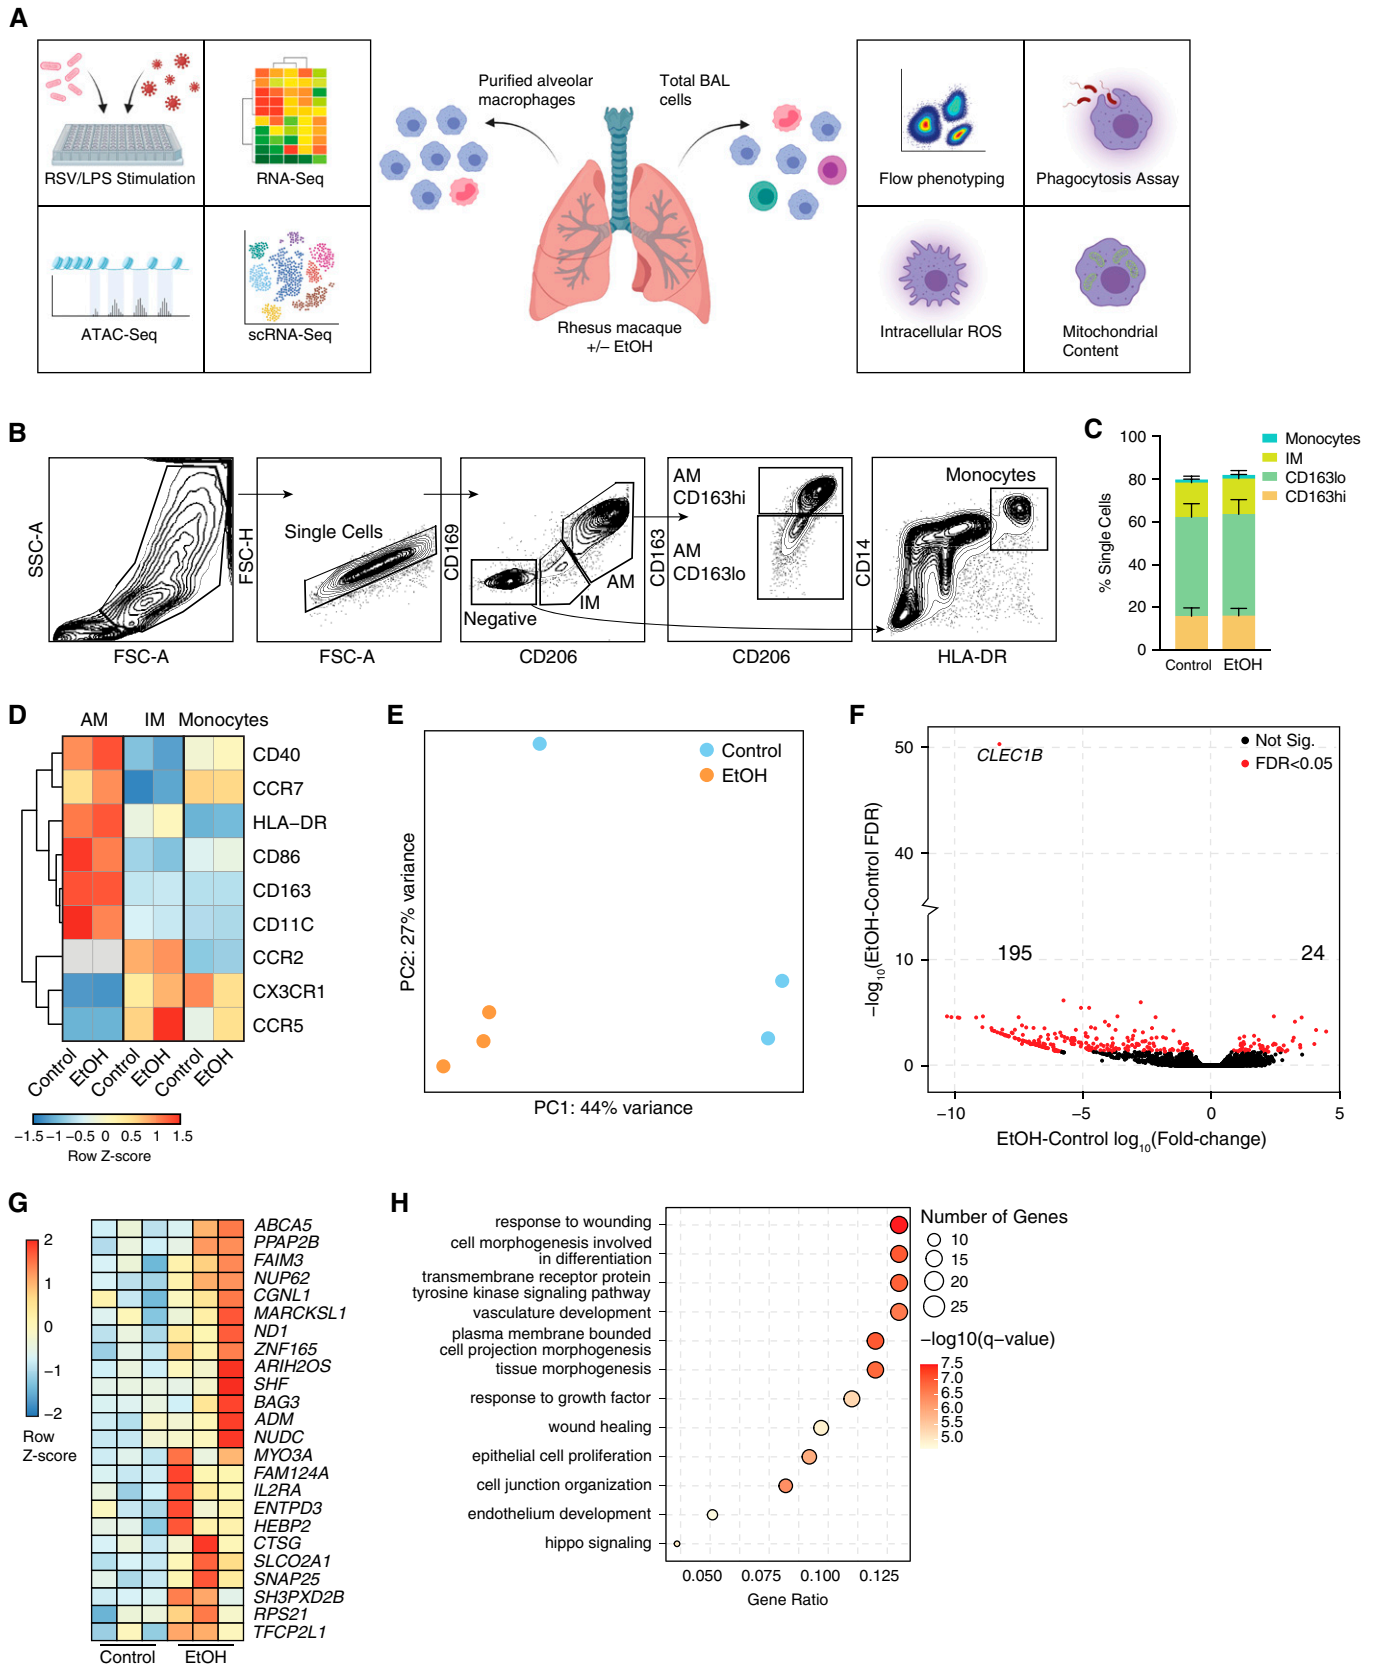 A
RSV/LPS Stimulation
RNA-Seq
ATAC-Seq
scRNA-Seq
Purified alveolar
macrophages
Total BAL
cells
Rhesus macaque
+/– EtOH
Flow phenotyping
Phagocytosis Assay
Intracellular ROS
Mitochondrial
Content
B
SSC-A
FSC-A
FSC-H
Single Cells
FSC-A
CD169
AM
IM
Negative
CD206
CD163
AM
CD163hi
AM
CD163lo
CD206
CD14
Monocytes
HLA-DR
C
% Single Cells
100
80
60
40
20
0
Control
EtOH
Monocytes
IM
CD163lo
CD163hi
D
AM
IM
Monocytes
CD40
CCR7
HLA–DR
CD86
CD163
CD11C
CCR2
CX3CR1
CCR5
Control
EtOH
Control
EtOH
Control
EtOH
–1.5 –1 –0.5 0 0.5 1 1.5
Row Z-score
E
PC2: 27% variance
PC1: 44% variance
Control
EtOH
F
–log10(EtOH-Control FDR)
50
40
10
0
CLEC1B
Not Sig.
FDR<0.05
195
24
–10
–5
0
5
EtOH-Control log10(Fold-change)
G
2
1
0
–1
–2
Row
Z-score
ABCA5
PPAP2B
FAIM3
NUP62
CGNL1
MARCKSL1
ND1
ZNF165
ARIH2OS
SHF
BAG3
ADM
NUDC
MYO3A
FAM124A
IL2RA
ENTPD3
HEBP2
CTSG
SLCO2A1
SNAP25
SH3PXD2B
RPS21
TFCP2L1
Control
EtOH
H
response to wounding
cell morphogenesis involved
in differentiation
transmembrane receptor protein
tyrosine kinase signaling pathway
vasculature development
plasma membrane bounded
cell projection morphogenesis
tissue morphogenesis
response to growth factor
wound healing
epithelial cell proliferation
cell junction organization
endothelium development
hippo signaling
0.050
0.075
0.100
0.125
Gene Ratio
Number of Genes
10
15
20
25
–log10(q–value)
7.5
7.0
6.5
6.0
5.5
5.0